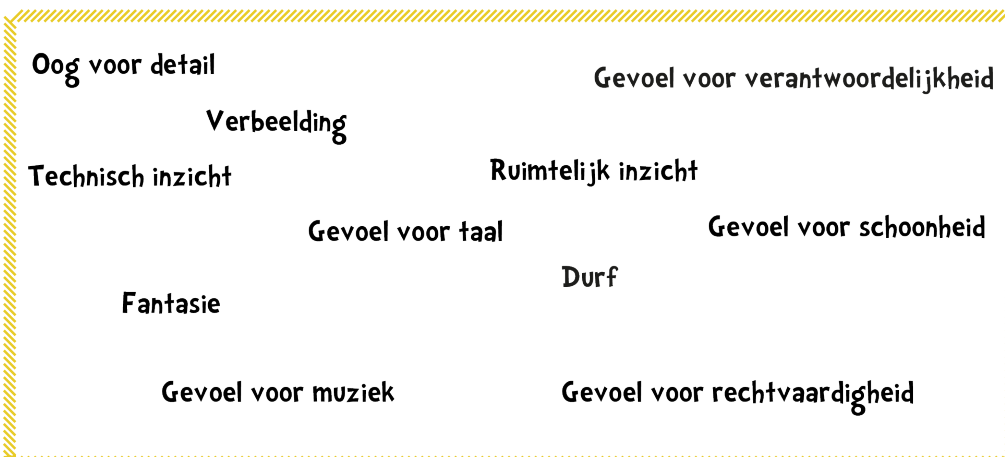 Oog voor detail
Gevoel voor verantwoordelijkheid
Verbeelding
Technisch inzicht
Ruimtelijk inzicht
Gevoel voor taal
Gevoel voor schoonheid
Durf
Fantasie
Gevoel voor muziek
Gevoel voor rechtvaardigheid